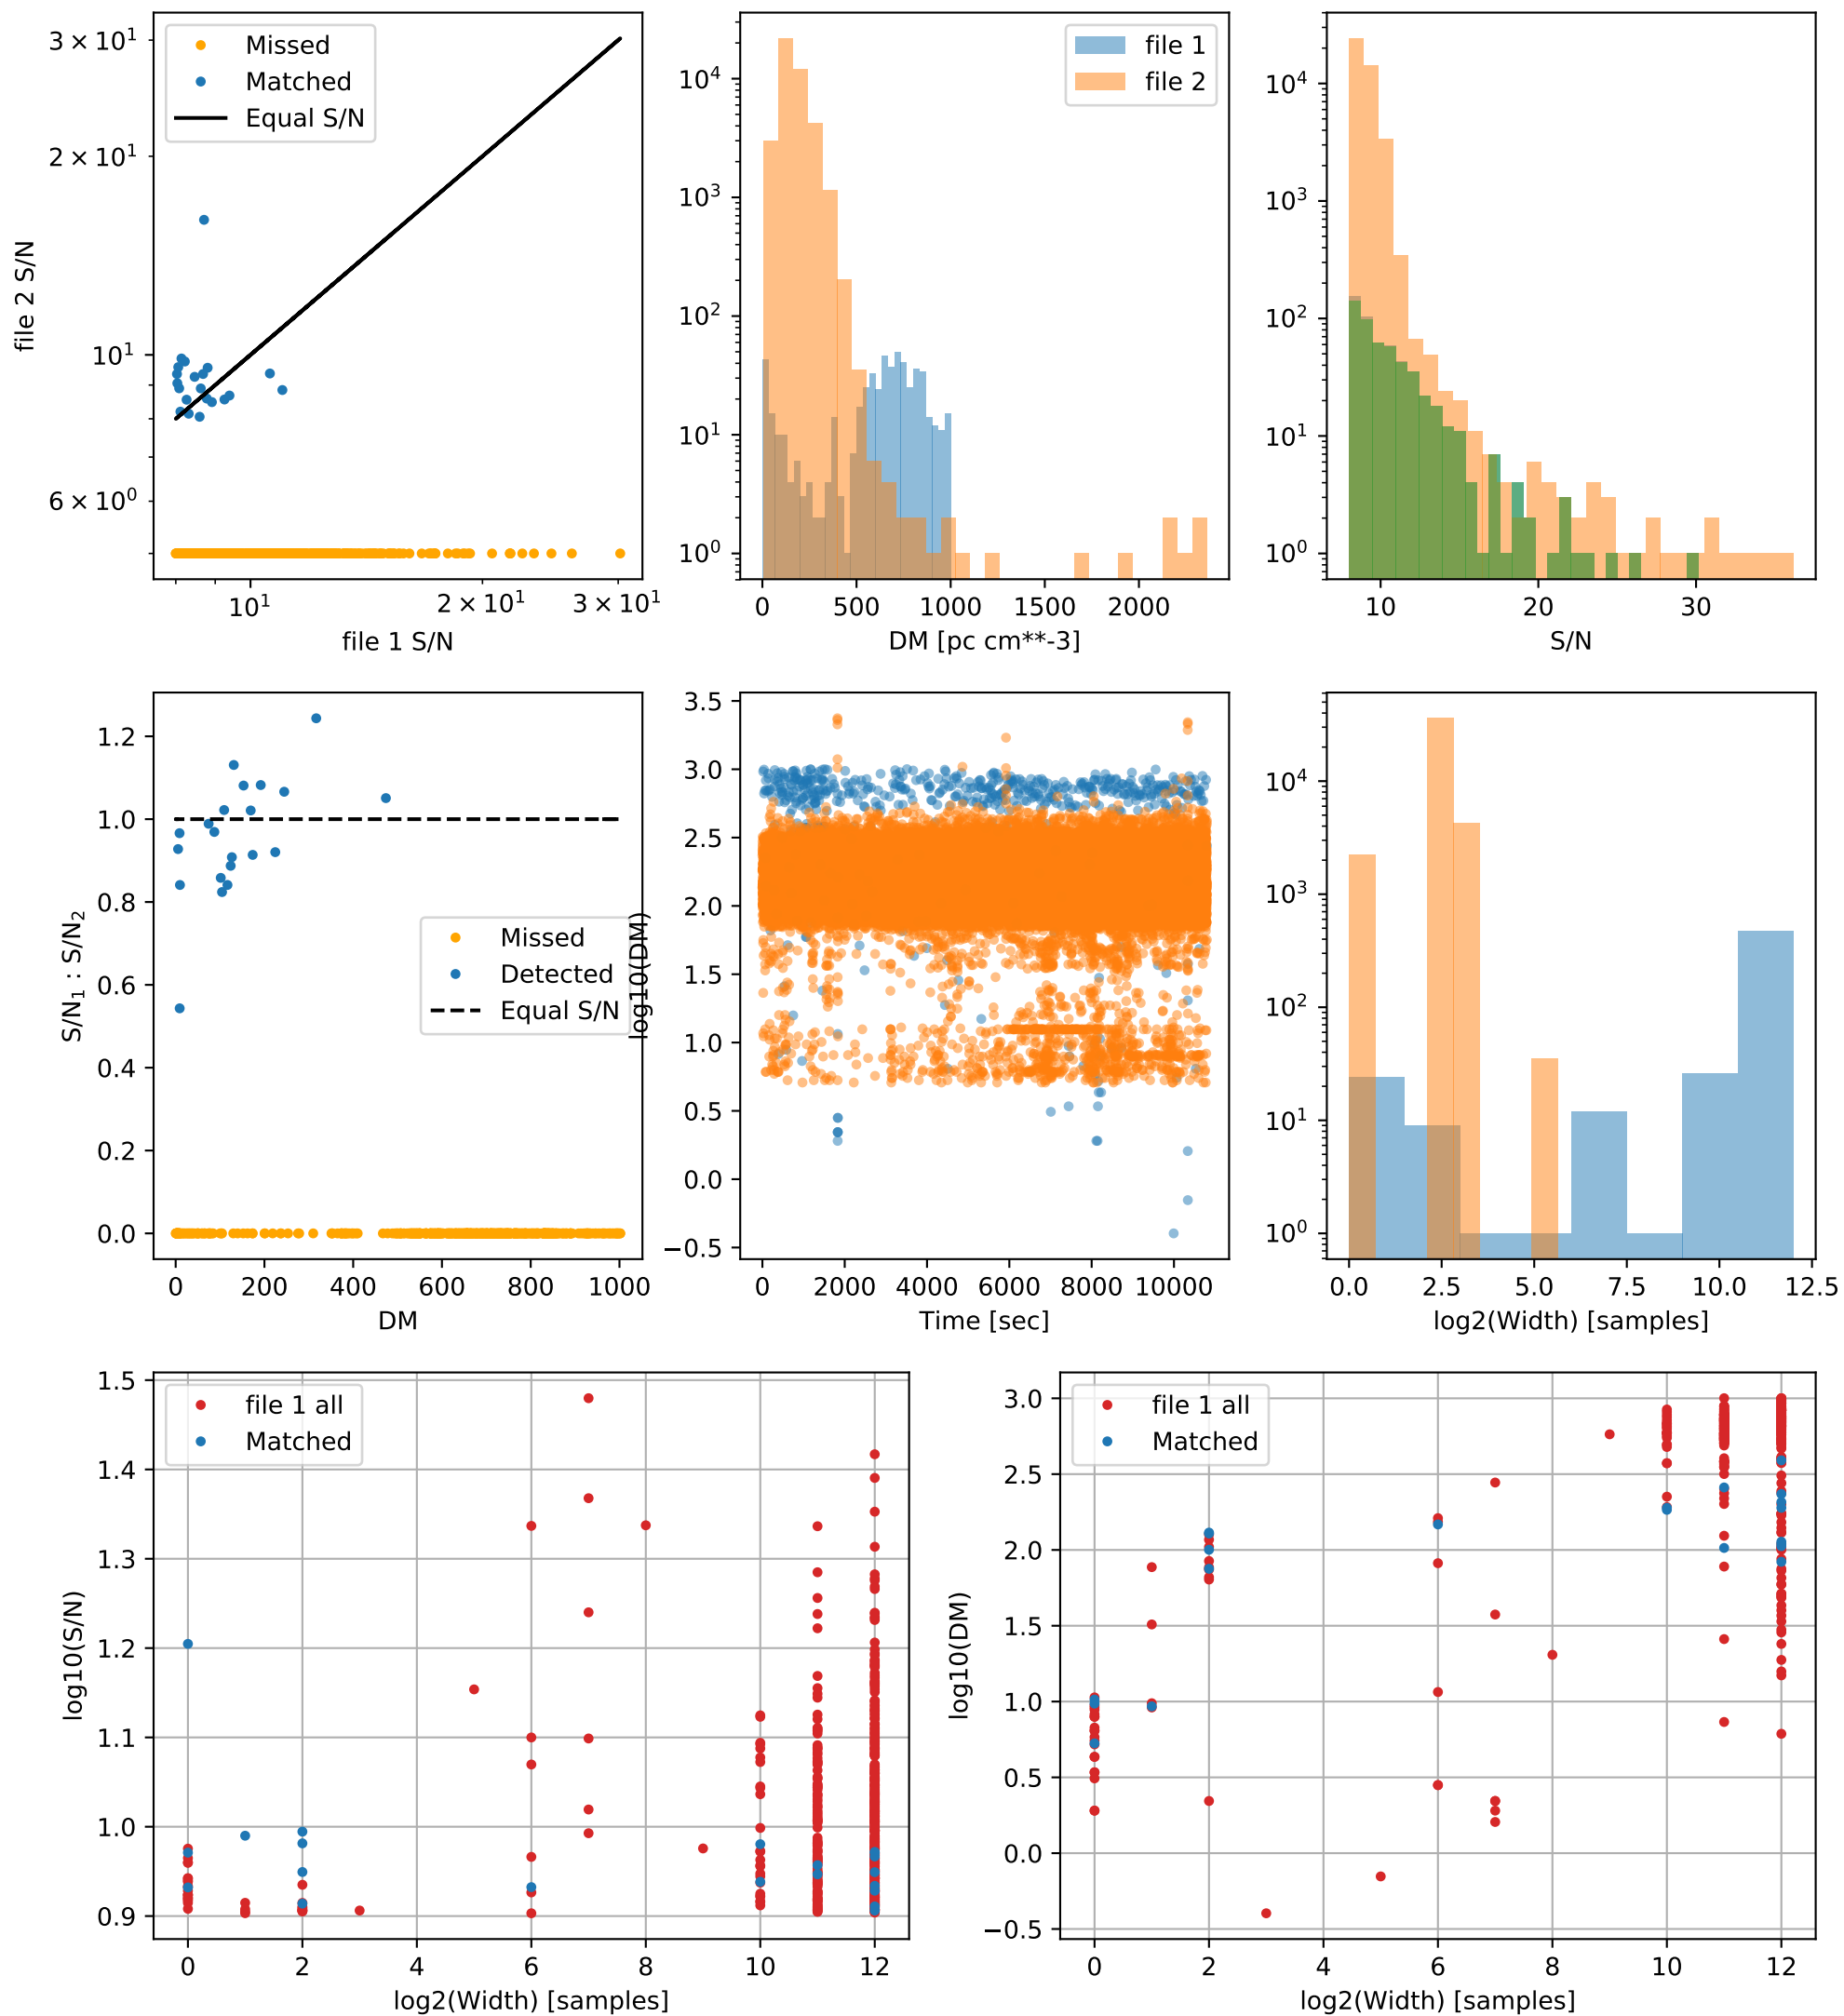 Missed
Matched
Equal S/N
3 × 10¹
2 × 10¹
10¹
6 × 10⁰
file 2 S/N
10¹
2 × 10¹
3 × 10¹
file 1 S/N
file 1
file 2
10⁴
10³
10²
10¹
10⁰
0
500
1000
1500
2000
DM [pc cm**-3]
10⁴
10³
10²
10¹
10⁰
10
20
30
S/N
1.2
1.0
0.8
0.6
0.4
0.2
0.0
S/N₁ : S/N₂
Missed
Detected
Equal S/N
0
200
400
600
800
1000
DM
3.5
3.0
2.5
2.0
1.5
1.0
0.5
0.0
−0.5
log10(DM)
0
2000
4000
6000
8000
10000
Time [sec]
10⁴
10³
10²
10¹
10⁰
0.0
2.5
5.0
7.5
10.0
12.5
log2(Width) [samples]
1.5
1.4
1.3
1.2
1.1
1.0
0.9
log10(S/N)
file 1 all
Matched
0
2
4
6
8
10
12
log2(Width) [samples]
3.0
2.5
2.0
1.5
1.0
0.5
0.0
−0.5
log10(DM)
file 1 all
Matched
0
2
4
6
8
10
12
log2(Width) [samples]